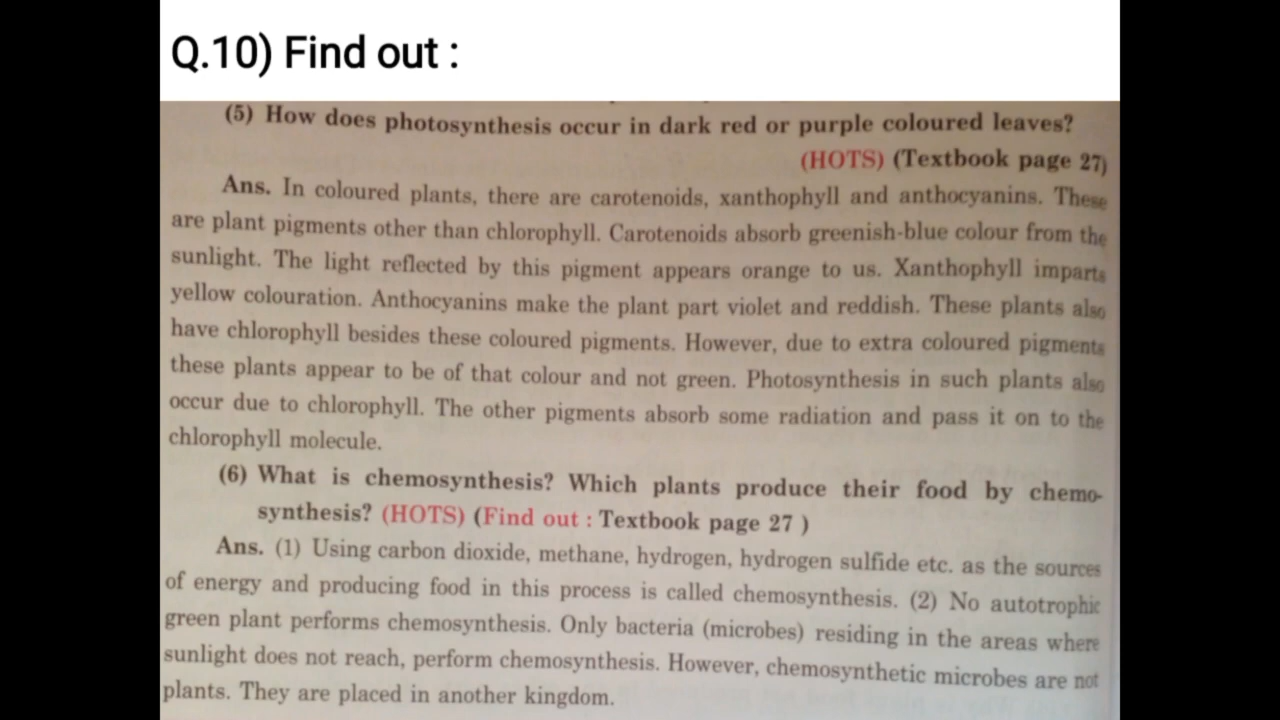 Q.10) Find out :
(5) How does photosynthesis occur in dark red or purple coloured leaves?
(HOTS) (Textbook page 27)
Ans. In coloured plants, there are carotenoids, xanthophyll and anthocyanins. These
are plant pigments other than chlorophyll. Carotenoids absorb greenish-blue colour from the
sunlight. The light reflected by this pigment appears orange to us. Xanthophyll imparts
yellow colouration. Anthocyanins make the plant part violet and reddish. These plants also
have chlorophyll besides these coloured pigments. However, due to extra coloured pigments
these plants appear to be of that colour and not green. Photosynthesis in such plants also
occur due to chlorophyll. The other pigments absorb some radiation and pass it on to the
chlorophyll molecule.
(6) What is chemosynthesis? Which plants produce their food by chemo-
synthesis? (HOTS) (Find out : Textbook page 27 )
Ans. (1) Using carbon dioxide, methane, hydrogen, hydrogen sulfide etc. as the sources
of energy and producing food in this process is called chemosynthesis. (2) No autotrophic
green plant performs chemosynthesis. Only bacteria (microbes) residing in the areas where
sunlight does not reach, perform chemosynthesis. However, chemosynthetic microbes are not
plants. They are placed in another kingdom.